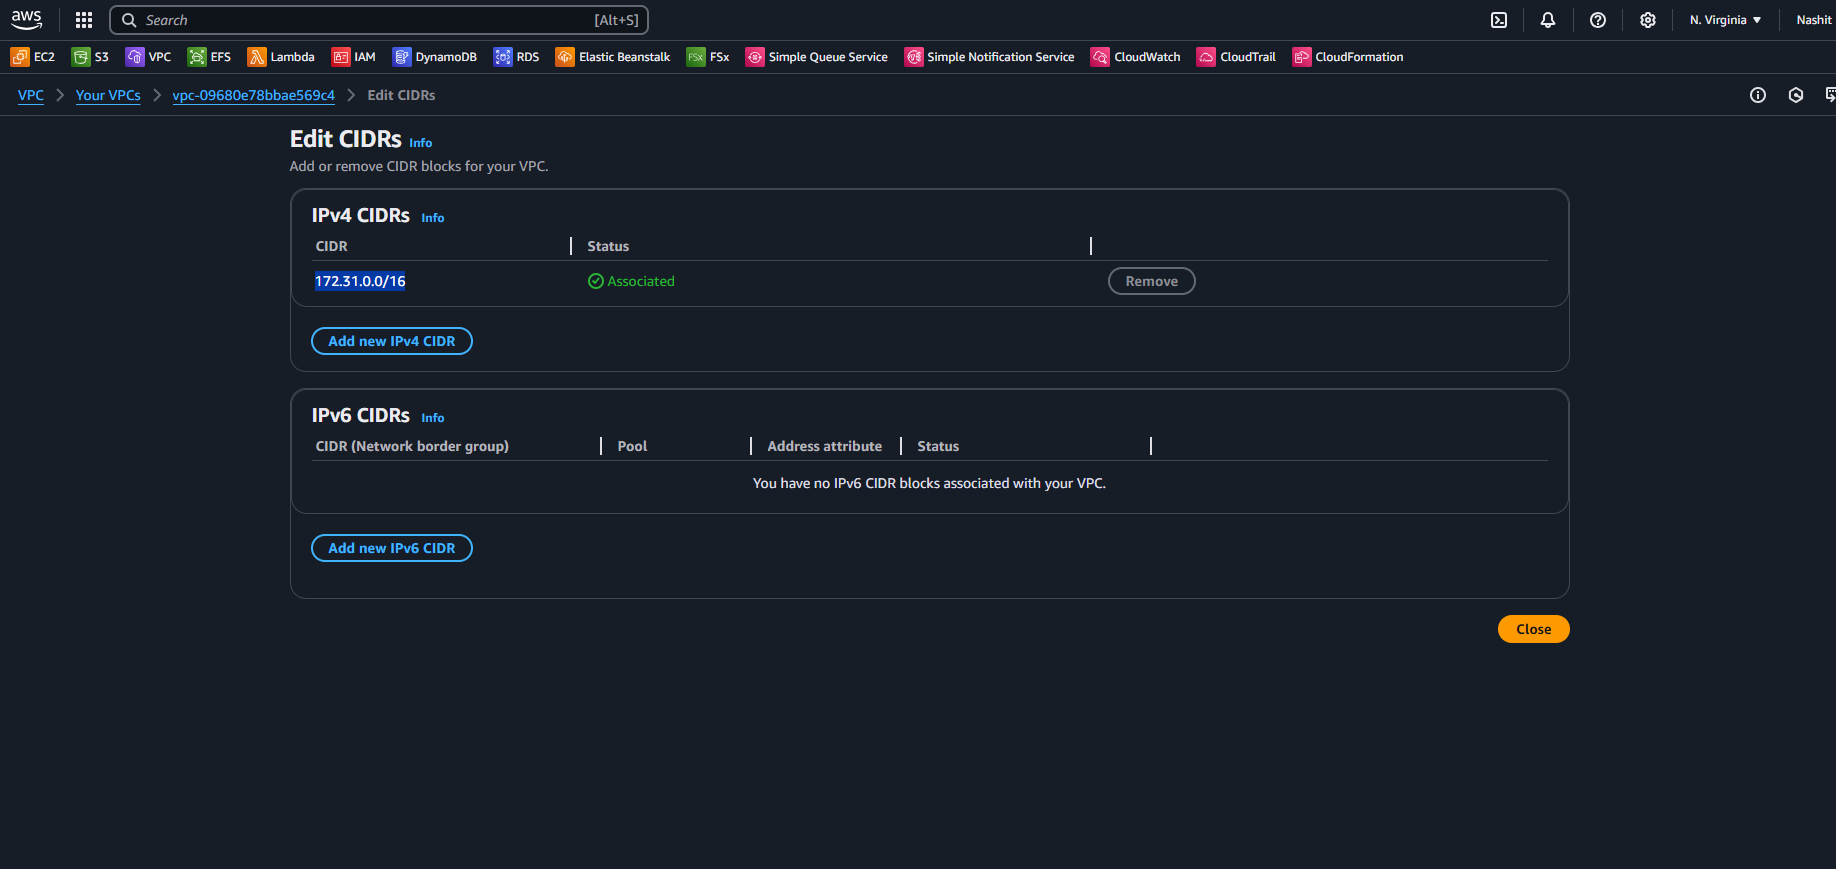 aws Search [Alt+S] N. Virginia Nashit
EC2 S3 VPC EFS Lambda IAM DynamoDB RDS Elastic Beanstalk FSx FSx Simple Queue Service Simple Notification Service CloudWatch CloudTrail CloudFormation
VPC Your VPCs vpc-09680e78bbae569c4 Edit CIDRs
Edit CIDRs Info
Add or remove CIDR blocks for your VPC.
IPv4 CIDRs Info
CIDR Status
172.31.0.0/16 Associated Remove
Add new IPv4 CIDR
IPv6 CIDRs Info
CIDR (Network border group) Pool Address attribute Status
You have no IPv6 CIDR blocks associated with your VPC.
Add new IPv6 CIDR
Close